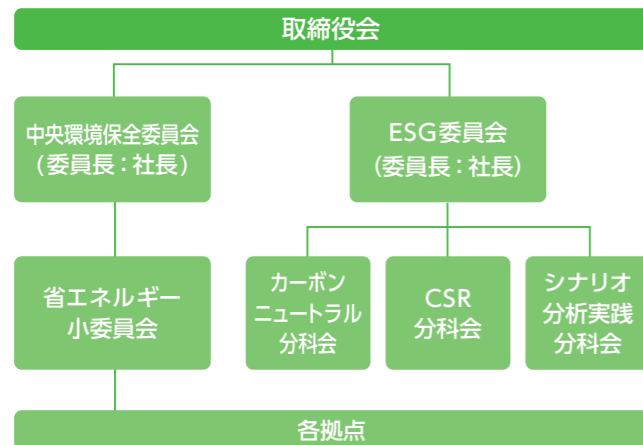 取締役会
中央環境保全委員会
（委員長：社長）
ESG委員会
（委員長：社長）
省エネルギー
小委員会
カーボン
ニュートラル
分科会
CSR
分科会
シナリオ
分析実践
分科会
各拠点